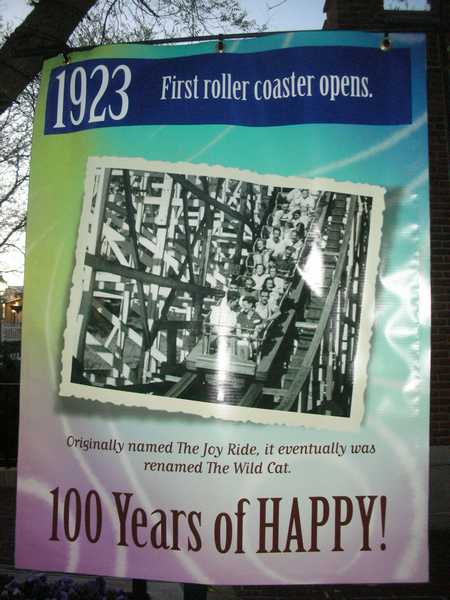 1923 First roller coaster opens.
Originally named The Joy Ride, it eventually was
renamed The Wild Cat.
100 Years of HAPPY!